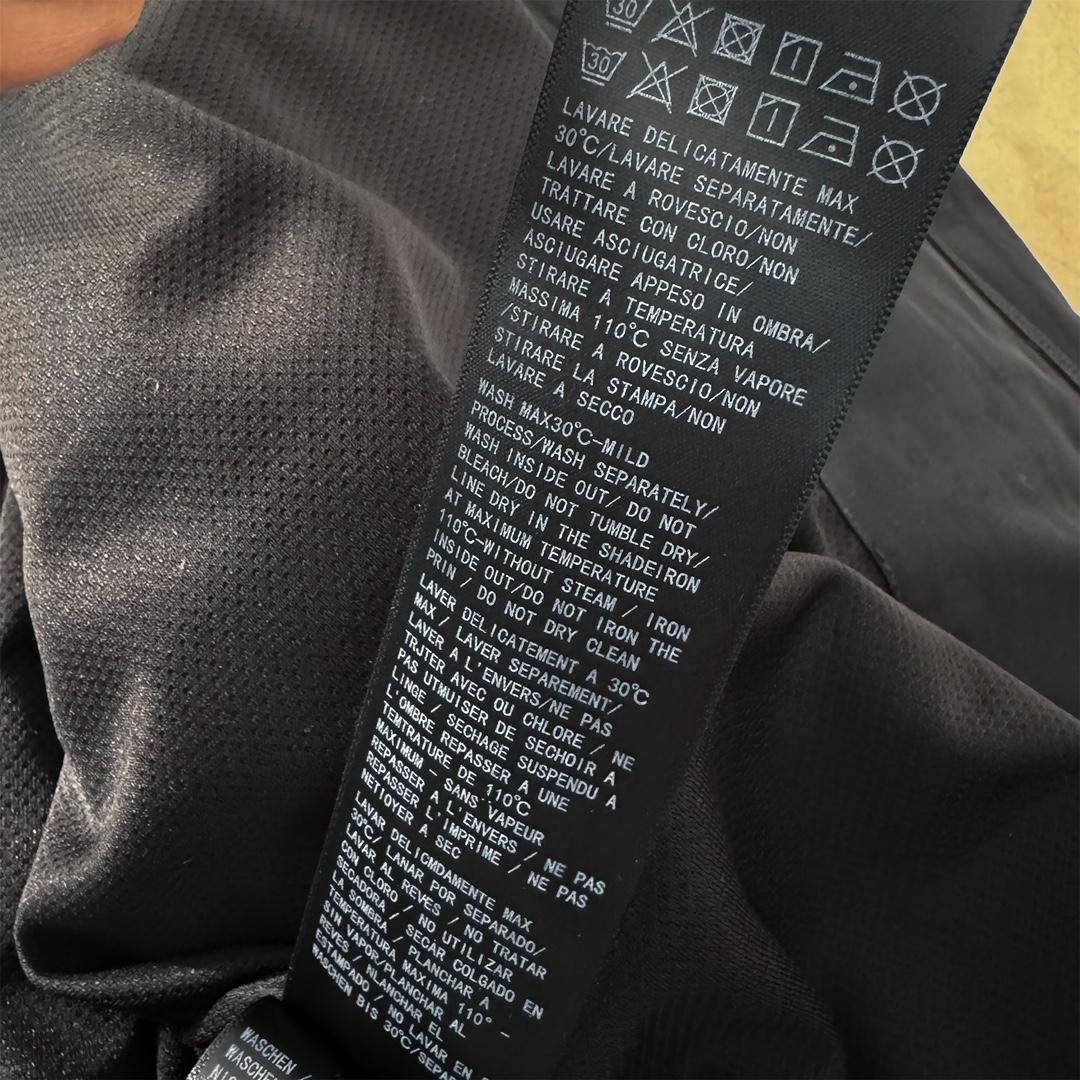 30
30
LAVARE DELICATAMENTE MAX
30℃/LAVARE SEPARATAMENTE/
LAVARE A ROVESCIO/NON
TRATTARE CON CLORO/NON
USARE ASCIUGATRICE/
ASCIUGARE APPESO IN OMBRA/
STIRARE A TEMPERATURA
MASSIMA 110℃ SENZA VAPORE
/STIRARE A ROVESCIO/NON
STIRARE LA STAMPA/NON
LAVARE A SECCO
WASH MAX30℃-MILD
PROCESS/WASH SEPARATELY/
WASH INSIDE OUT/ DO NOT
BLEACH/DO NOT TUMBLE DRY/
LINE DRY IN THE SHADEIRON
AT MAXIMUM TEMPERATURE
110℃-WITHOUT STEAM / IRON
INSIDE OUT/DO NOT IRON THE
PRIN / DO NOT DRY CLEAN
LAVER DELICATEMENT A 30℃
MAX / LAVER SEPAREMENT/
LAVER A L'ENVERS/NE PAS
TRJTER AVEC OU CHLORE / NE
PAS UTMUISER DE SECHOIR A
LINGE / SECHAGE SUSPENDU A
L'OMBRE REPASSER A UNE
TEMTRATURE DE 110℃
MAXIMUM - SANS VAPEUR
REPASSER A L'ENVERS / NE PAS
REPASSER L'IMPRIME / NE PAS
NETTOYER A SEC
LAVAR DELICMDAMENTE MAX
30℃/ LANAR POR SEPARADO/
LAVAR AL REVES / NO TRATAR
CON CLORO / NO UTILIZAR
SECADORA / SECAR COLGADO EN
LA SOMBRA / PLANCHAR A
TEMPERATURA MAXIMA 110° -
SIN VAPOR/PLANCHAR AL
REYES / NLANCHAR EL
ESTAMPADO / NO LAVAR EN
WASCHEN BIS 30℃/SEPAR
WASCHEN /
WASCHEN